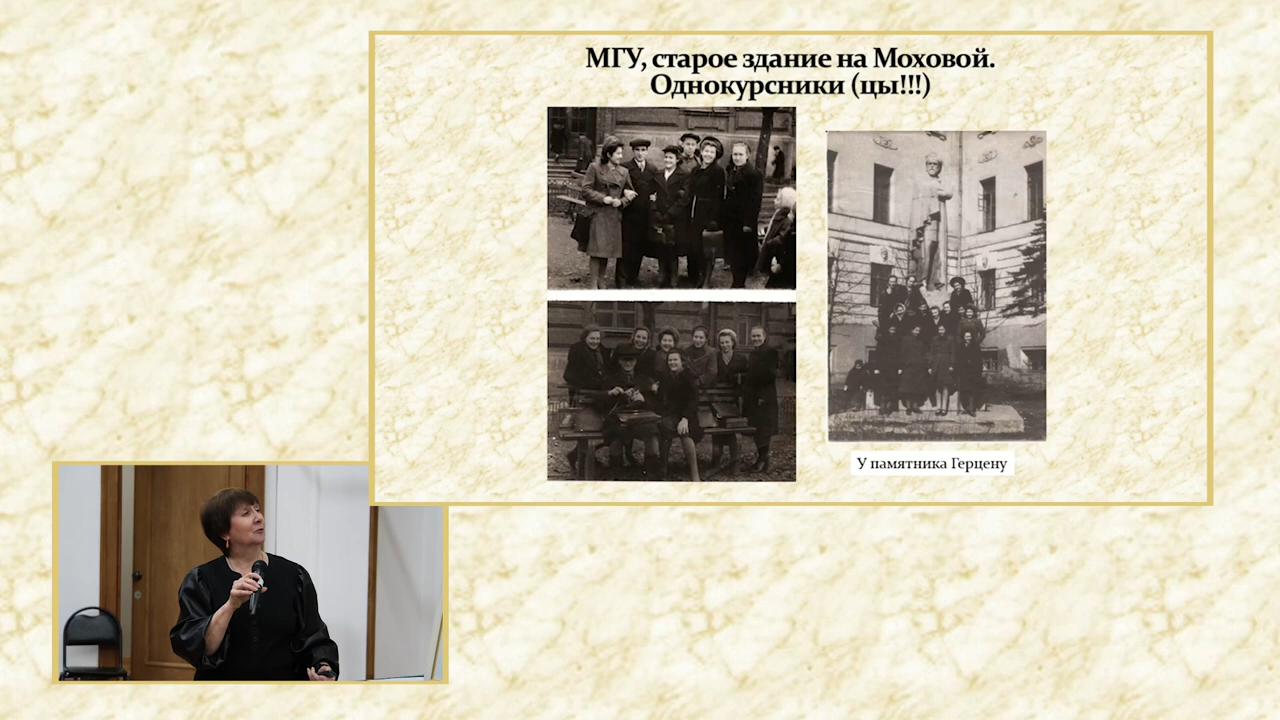 МГУ, старое здание на Моховой.
Однокурсники (цы!!!)
У памятника Герцену